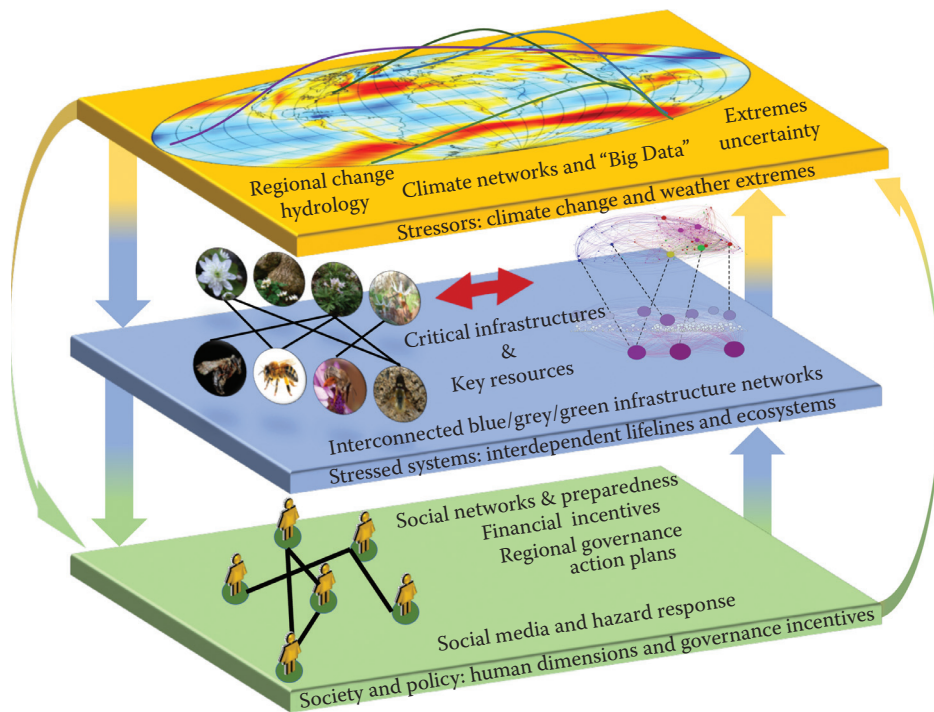 Extremes
uncertainty
Regional change
hydrology
Climate networks and “Big Data”
Stressors: climate change and weather extremes
Critical infrastructures
&
Key resources
Interconnected blue/grey/green infrastructure networks
Stressed systems: interdependent lifelines and ecosystems
Social networks & preparedness
Financial incentives
Regional governance
action plans
Social media and hazard response
Society and policy: human dimensions and governance incentives